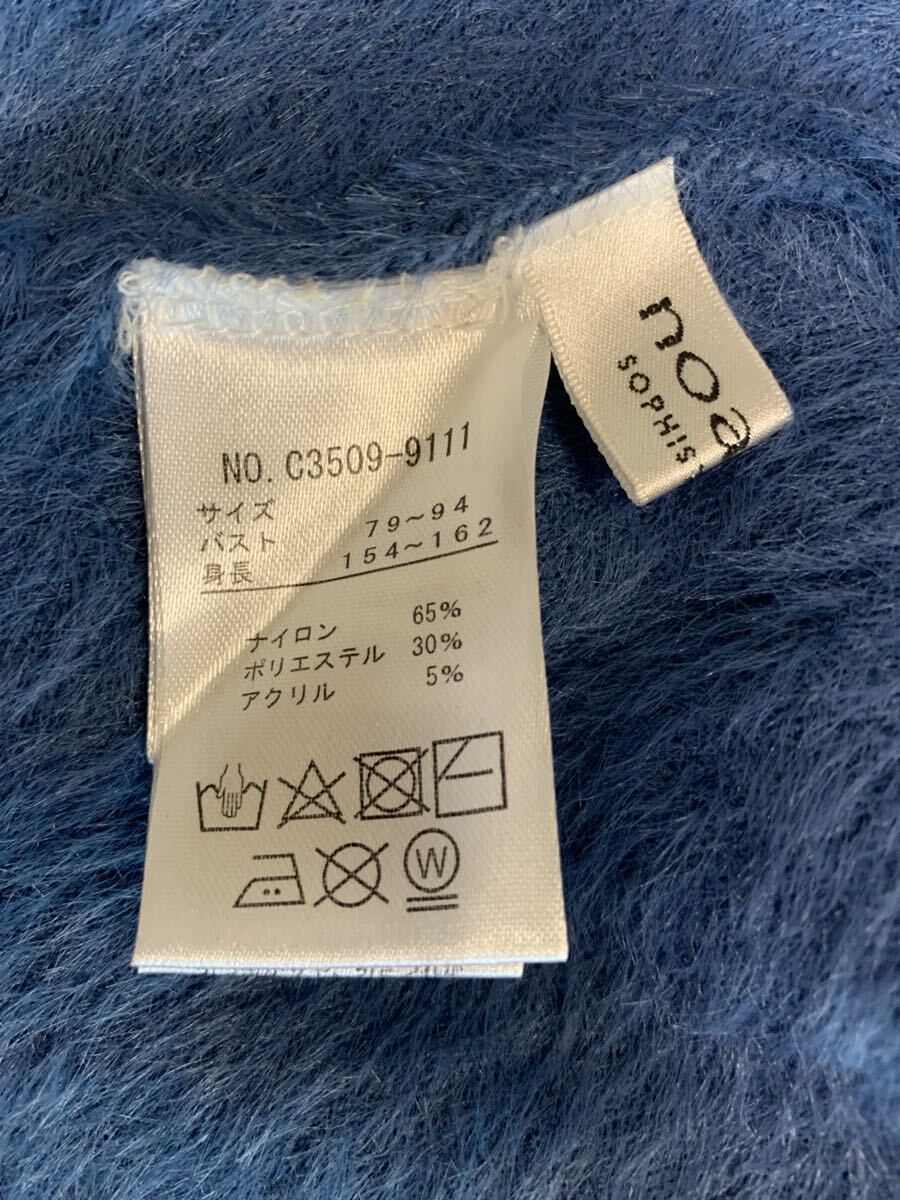 NO. C3509-9111
サイズ
バスト 79~94
身長 154~162
ナイロン 65%
ポリエステル 30%
アクリル 5%
W
noa
SOPHIS